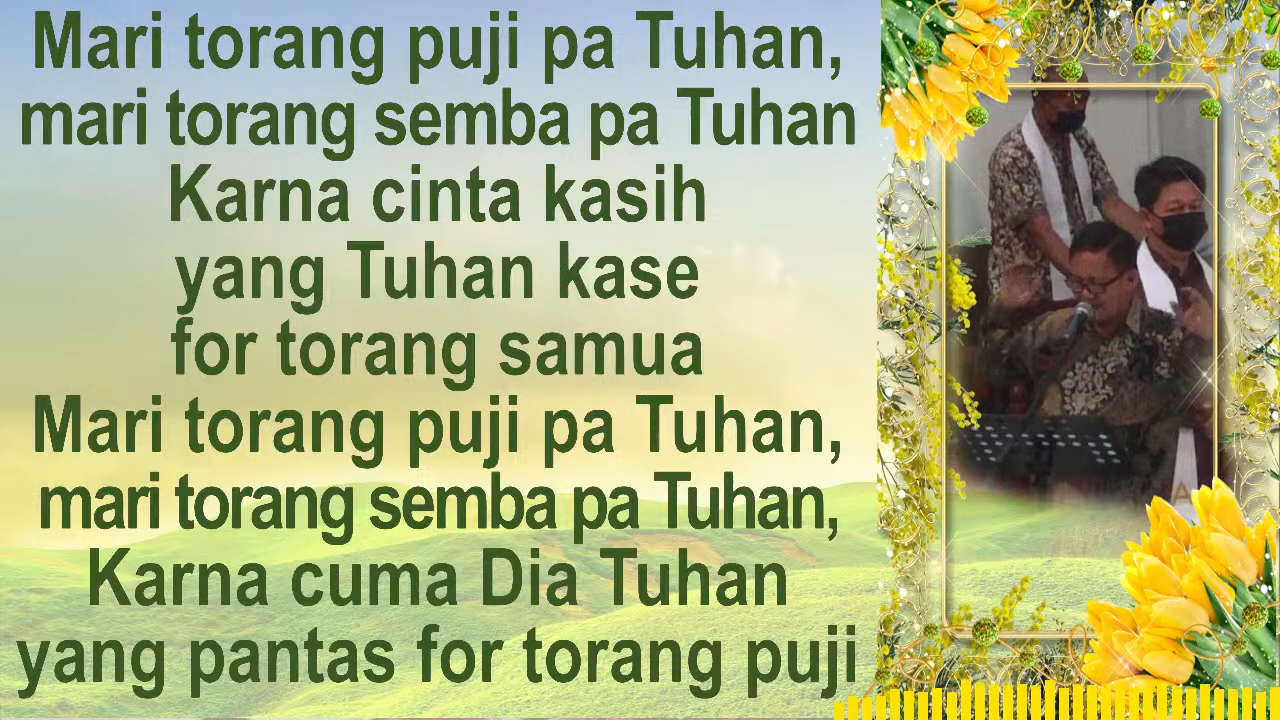 Mari torang puji pa Tuhan,
mari torang semba pa Tuhan
Karna cinta kasih
yang Tuhan kase
for torang samua
Mari torang puji pa Tuhan,
mari torang semba pa Tuhan,
Karna cuma Dia Tuhan
yang pantas for torang puji